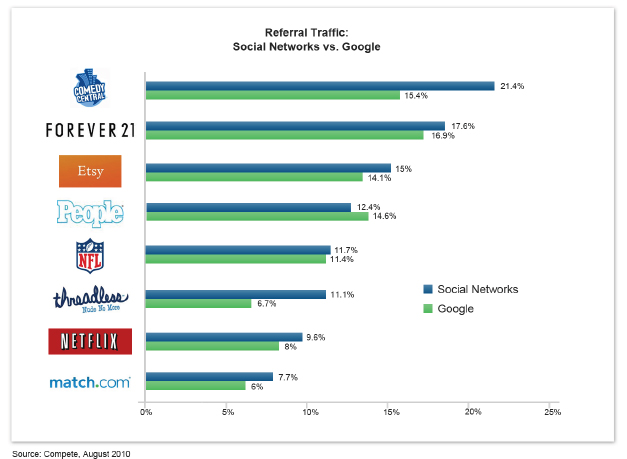 Referral Traffic:
Social Networks vs. Google
COMEDY
CENTRAL
21.4%
15.4%
FOREVER 21
17.6%
16.9%
Etsy
15%
14.1%
People
12.4%
14.6%
NFL
11.7%
11.4%
threadless
Nude No More
11.1%
6.7%
Social Networks
Google
NETFLIX
9.6%
8%
match.com
7.7%
6%
0% 5% 10% 15% 20% 25%
Source: Compete, August 2010